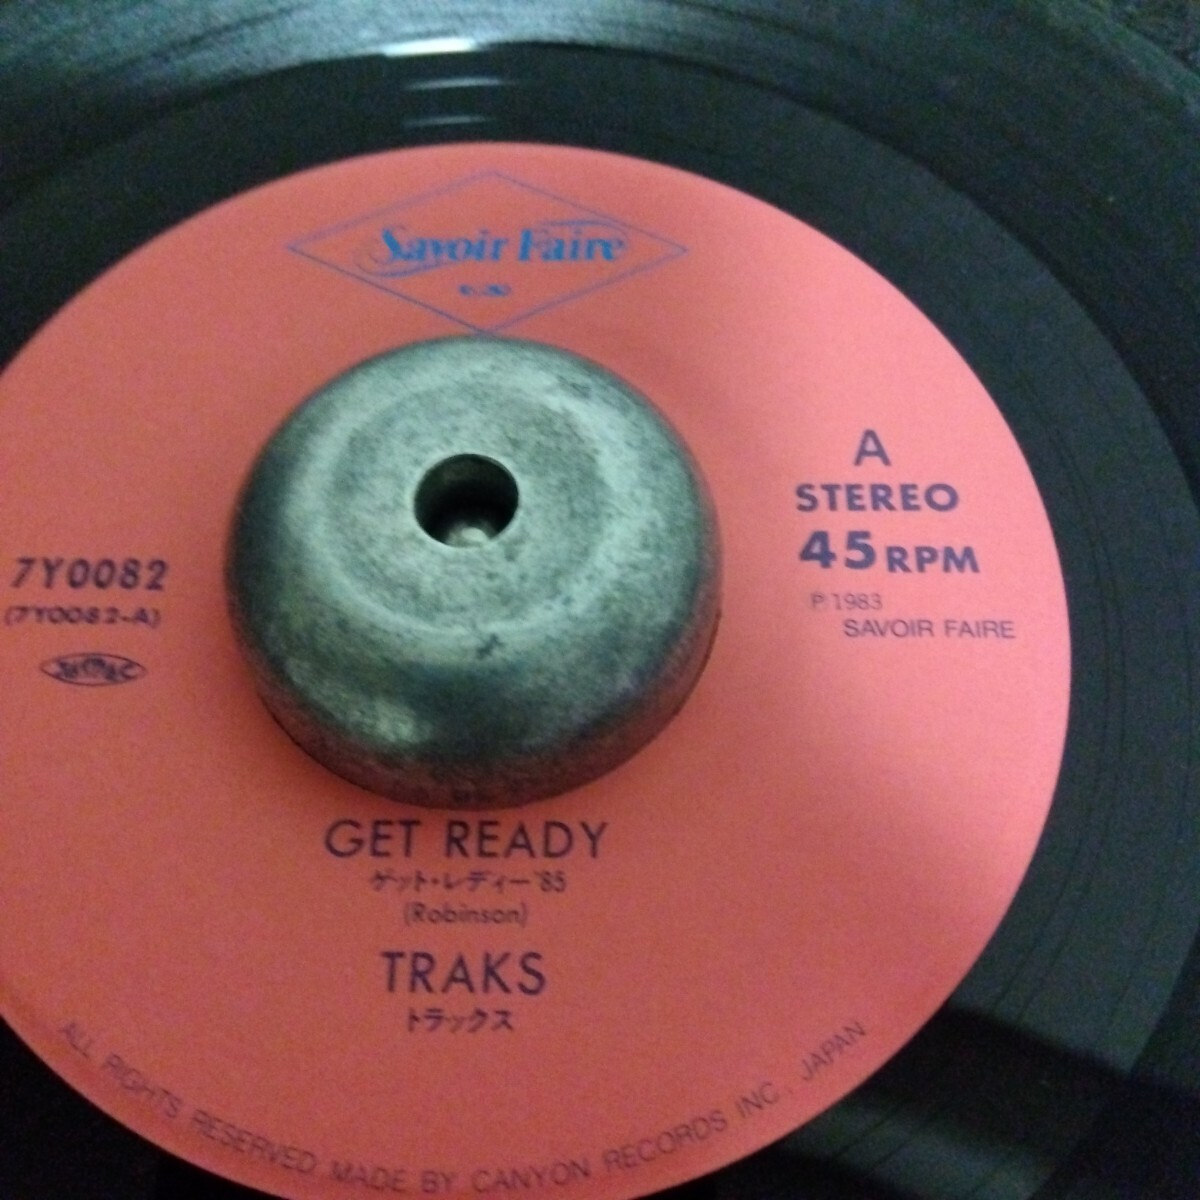 Savoir Faire
A
STEREO
45 RPM
P 1983
SAVOIR FAIRE
7Y0082
(7Y0082-A)
GET READY
ゲット・レディー '85
(Robinson)
TRAKS
トラックス
ALL RIGHTS RESERVED MADE BY CANYON RECORDS INC. JAPAN